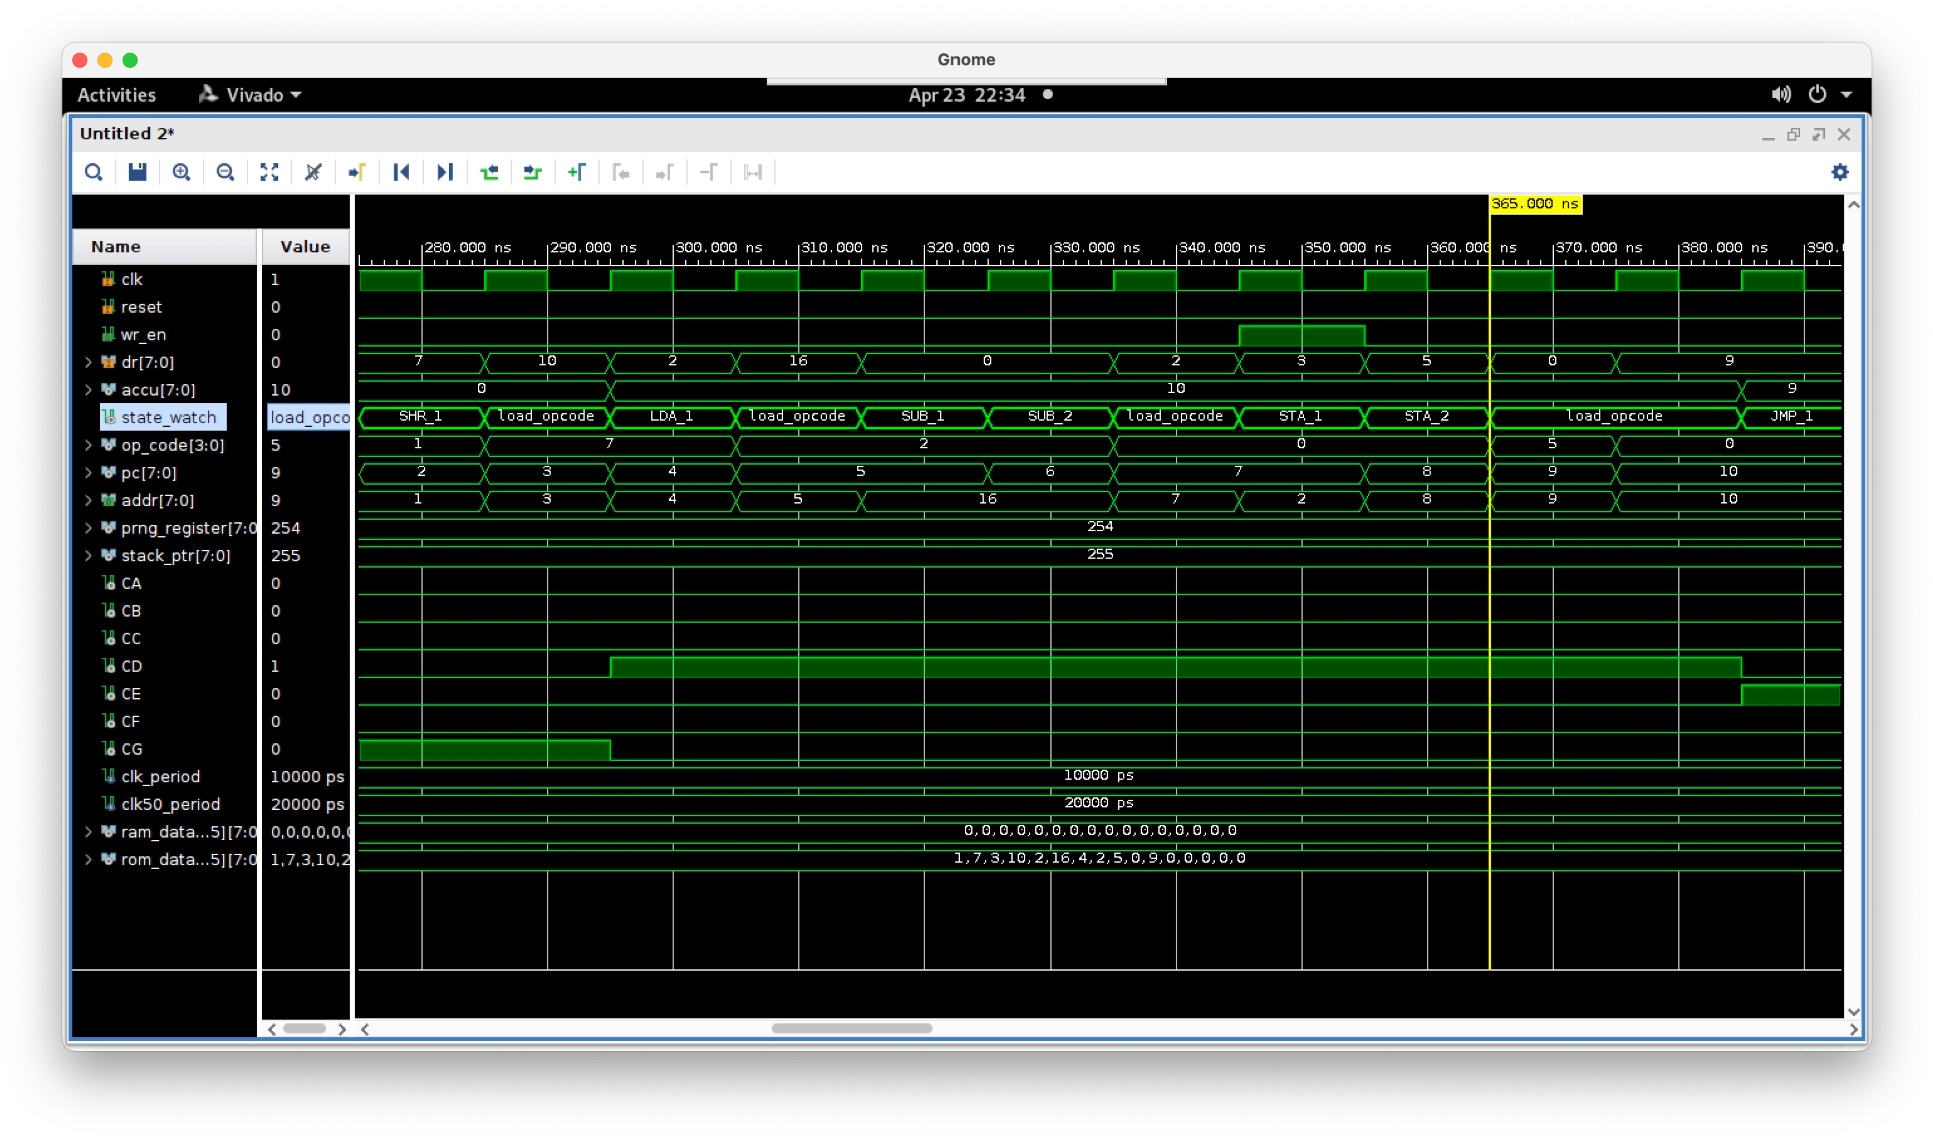 Gnome
Activities Vivado Apr 23 22:34
Untitled 2*
365.000 ns
Name Value 280.000 ns 290.000 ns 300.000 ns 310.000 ns 320.000 ns 330.000 ns 340.000 ns 350.000 ns 360.000 ns 370.000 ns 380.000 ns 390.
clk 1
reset 0
wr_en 0
dr[7:0] 0 7 10 2 16 0 2 3 5 0 9
accu[7:0] 10 0 10 9
state_watch load_opco SHR_1 load_opcode LDA_1 load_opcode SUB_1 SUB_2 load_opcode STA_1 STA_2 load_opcode JMP_1
op_code[3:0] 5 1 7 2 0 5 0
pc[7:0] 9 2 3 4 5 6 7 8 9 10
addr[7:0] 9 1 3 4 5 16 7 2 8 9 10
prng_register[7:0 254 254
stack_ptr[7:0] 255 255
CA 0
CB 0
CC 0
CD 1
CE 0
CF 0
CG 0
clk_period 10000 ps 10000 ps
clk50_period 20000 ps 20000 ps
ram_data...5][7:0 0,0,0,0,0,0 0,0,0,0,0,0,0,0,0,0,0,0,0,0,0,0
rom_data...5][7:0 1,7,3,10,2 1,7,3,10,2,16,4,2,5,0,9,0,0,0,0,0